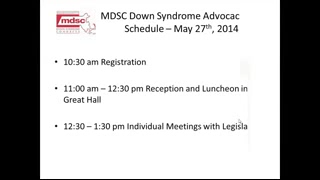 mdsc
MDSC Down Syndrome Advocac
Schedule – May 27th, 2014
• 10:30 am Registration
• 11:00 am – 12:30 pm Reception and Luncheon in
Great Hall
• 12:30 – 1:30 pm Individual Meetings with Legisla